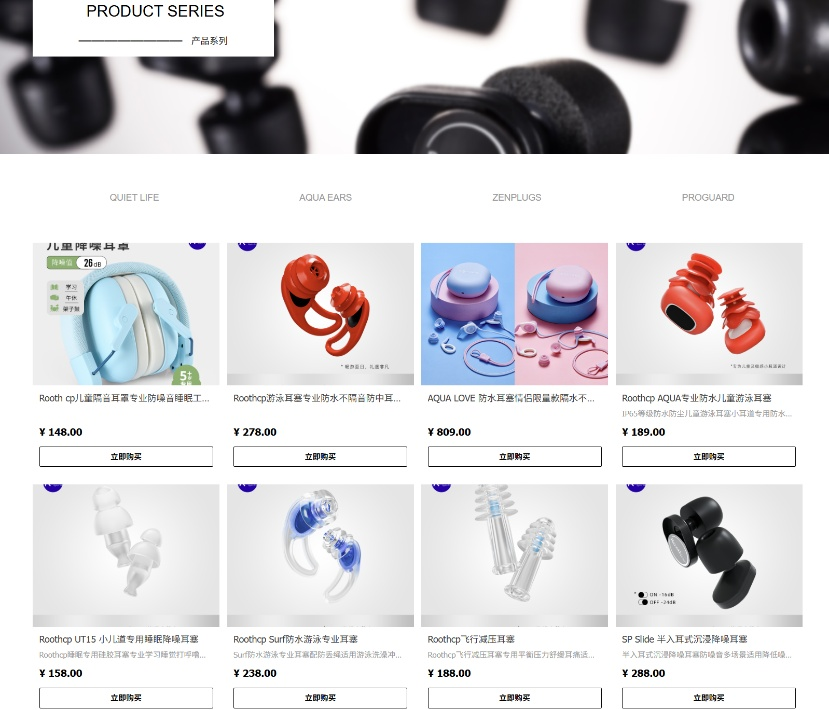 PRODUCT SERIES
产品系列
QUIET LIFE
AQUA EARS
ZENPLUGS
PROGUARD
儿童降噪耳罩
降噪值 26dB
学习
午休
架子鼓
5+
Rooth cp儿童隔音耳罩专业防噪音睡眠工...
¥ 148.00
立即购买
Roothcp游泳耳塞专业防水不隔音防中耳...
¥ 278.00
立即购买
AQUA LOVE 防水耳塞情侣限量款隔水不...
¥ 809.00
立即购买
Roothcp AQUA专业防水儿童游泳耳塞
IP65等级防水防尘儿童游泳耳塞小耳道专用防水...
¥ 189.00
立即购买
Roothcp UT15 小儿道专用睡眠降噪耳塞
Roothcp睡眠专用硅胶耳塞专业学习睡觉打呼噜...
¥ 158.00
立即购买
Roothcp Surf防水游泳专业耳塞
Surf防水游泳专业耳塞配防丢绳适用游泳洗澡冲...
¥ 238.00
立即购买
Roothcp飞行减压耳塞
Roothcp飞行减压耳塞专用平衡压力舒缓耳痛适...
¥ 188.00
立即购买
ON -16dB
OFF -24dB
SP Slide 半入耳式沉浸降噪耳塞
半入耳式沉浸降噪耳塞防噪音多场景适用降低噪...
¥ 288.00
立即购买